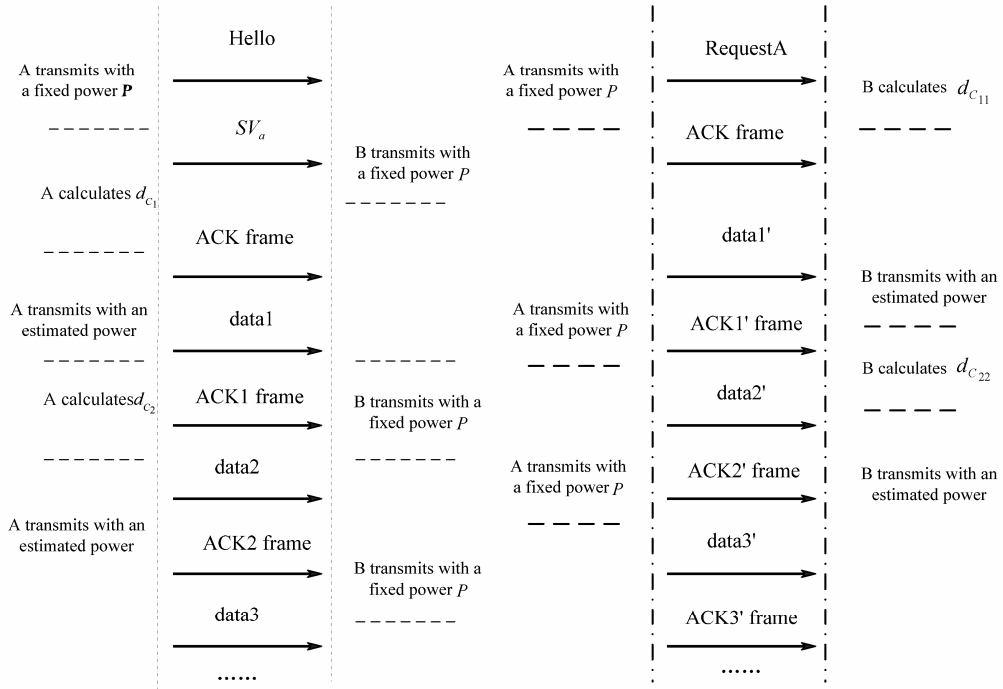 Hello
A transmits with
a fixed power P
SVa
B transmits with
a fixed power P
A calculates dC1
ACK frame
A transmits with an
estimated power
data1
A calculatesdC2
ACK1 frame
B transmits with a
fixed power P
data2
A transmits with an
estimated power
ACK2 frame
B transmits with a
fixed power P
data3
......
RequestA
A transmits with
a fixed power P
B calculates dC11
ACK frame
data1'
B transmits with an
estimated power
A transmits with
a fixed power P
ACK1' frame
B calculates dC22
data2'
A transmits with
a fixed power P
ACK2' frame
B transmits with an
estimated power
data3'
ACK3' frame
......